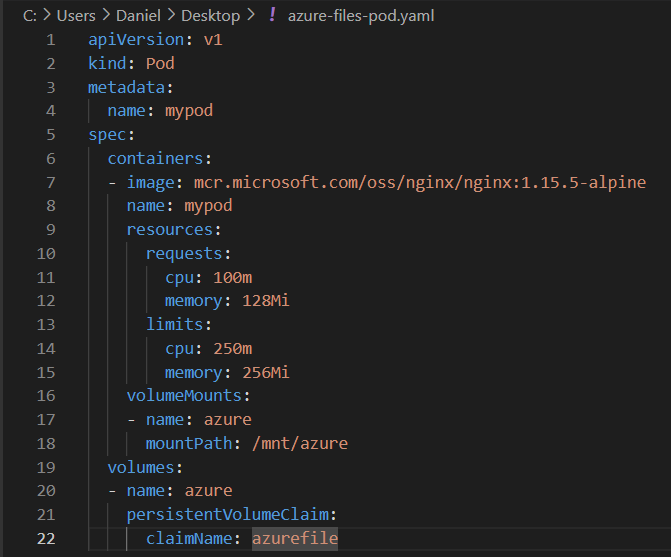 C: > Users > Daniel > Desktop > ! azure-files-pod.yaml
1 apiVersion: v1
2 kind: Pod
3 metadata:
4   name: mypod
5 spec:
6   containers:
7   - image: mcr.microsoft.com/oss/nginx/nginx:1.15.5-alpine
8     name: mypod
9     resources:
10       requests:
11         cpu: 100m
12         memory: 128Mi
13       limits:
14         cpu: 250m
15         memory: 256Mi
16     volumeMounts:
17     - name: azure
18       mountPath: /mnt/azure
19   volumes:
20   - name: azure
21     persistentVolumeClaim:
22       claimName: azurefile